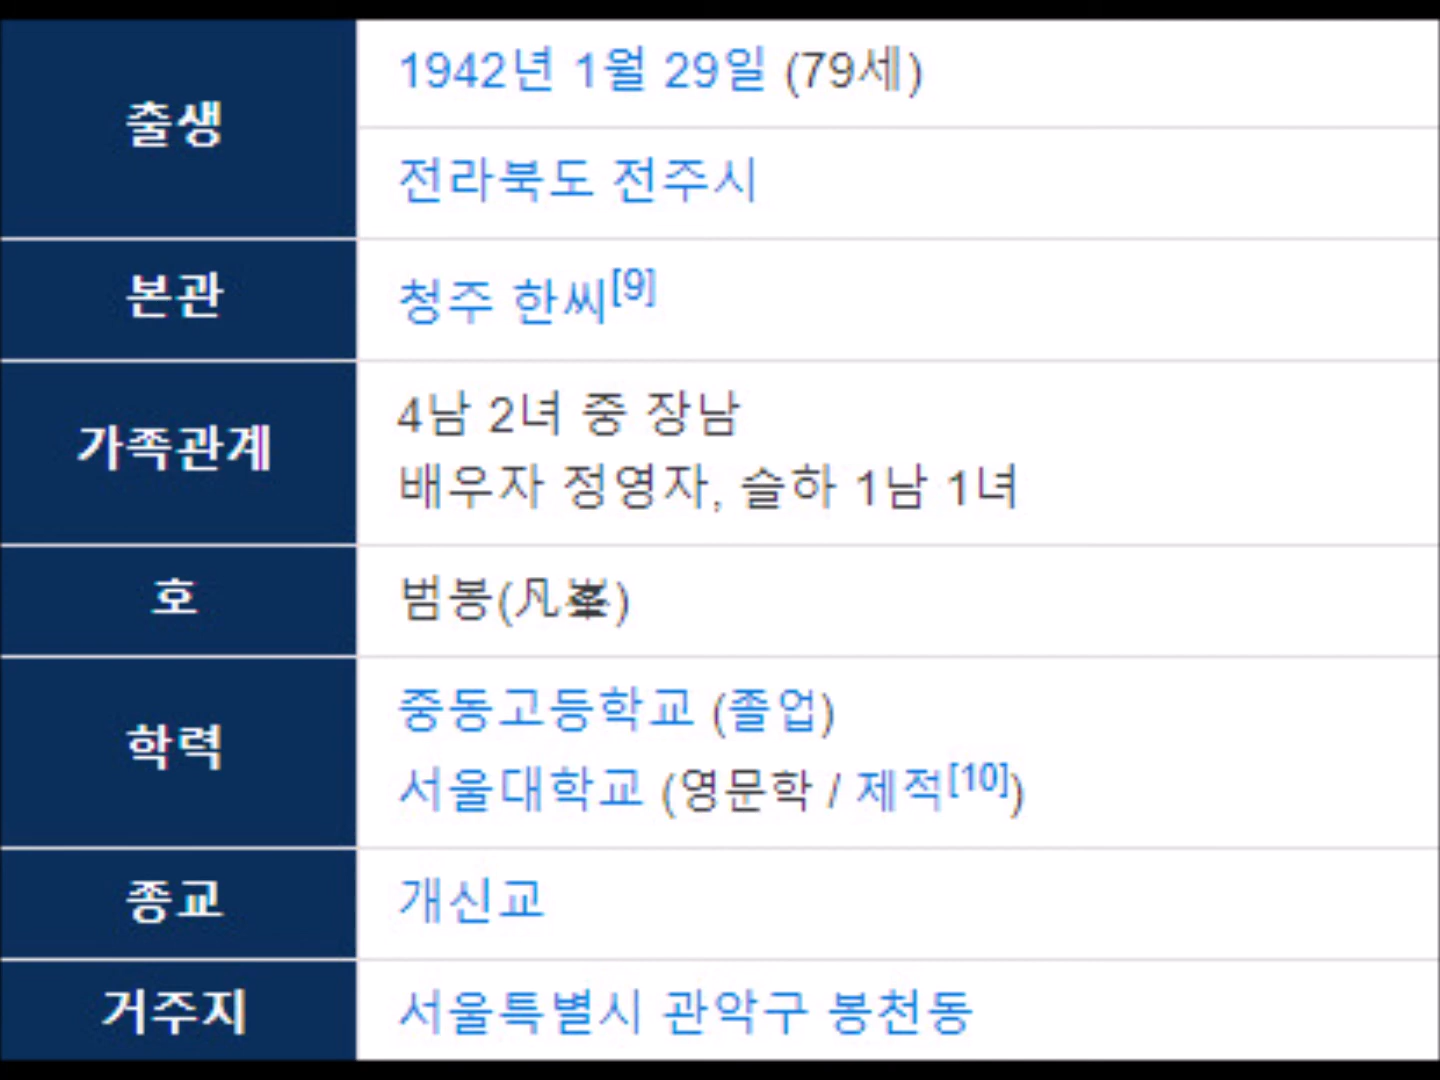 출생
1942년 1월 29일 (79세)
전라북도 전주시
본관
청주 한씨[9]
가족관계
4남 2녀 중 장남
배우자 정영자, 슬하 1남 1녀
호
범봉(凡峯)
학력
중동고등학교 (졸업)
서울대학교 (영문학 / 제적[10])
종교
개신교
거주지
서울특별시 관악구 봉천동